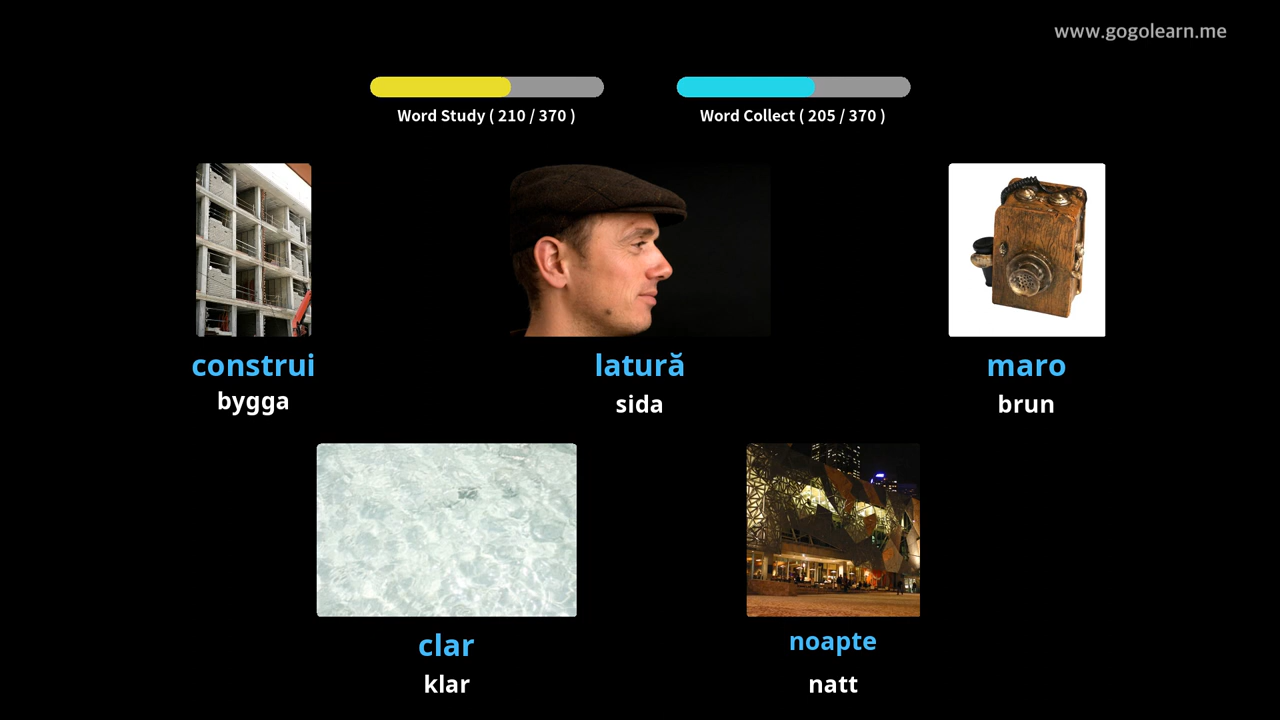 www.gogolearn.me
Word Study ( 210 / 370 )
Word Collect ( 205 / 370 )
construi
bygga
latură
sida
maro
brun
clar
klar
noapte
natt